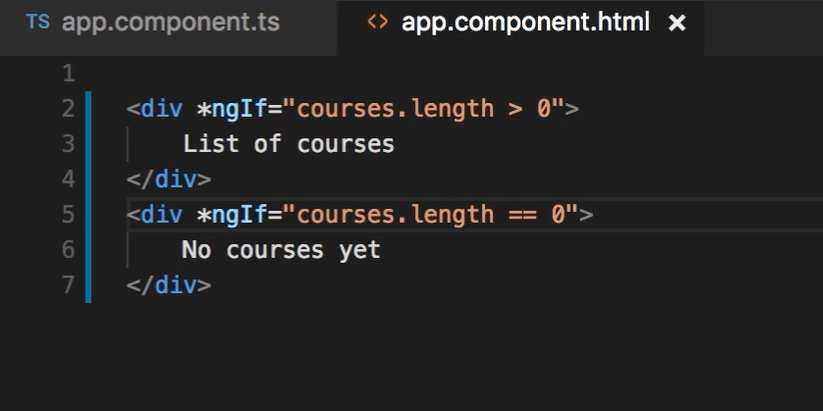 TS app.component.ts <> app.component.html ×
1
2 <div *ngIf="courses.length > 0">
3 List of courses
4 </div>
5 <div *ngIf="courses.length == 0">
6 No courses yet
7 </div>